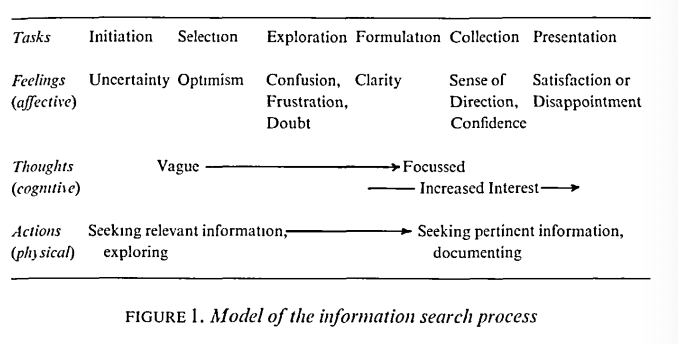 Tasks Initiation Selection Exploration Formulation Collection Presentation
Feelings Uncertainty Optimism Confusion, Clarity Sense of Satisfaction or
(affective) Frustration, Direction, Disappointment
Doubt Confidence
Thoughts Vague Focussed
(cognitive) Increased Interest
Actions Seeking relevant information, Seeking pertinent information,
(physical) exploring documenting
FIGURE 1. Model of the information search process